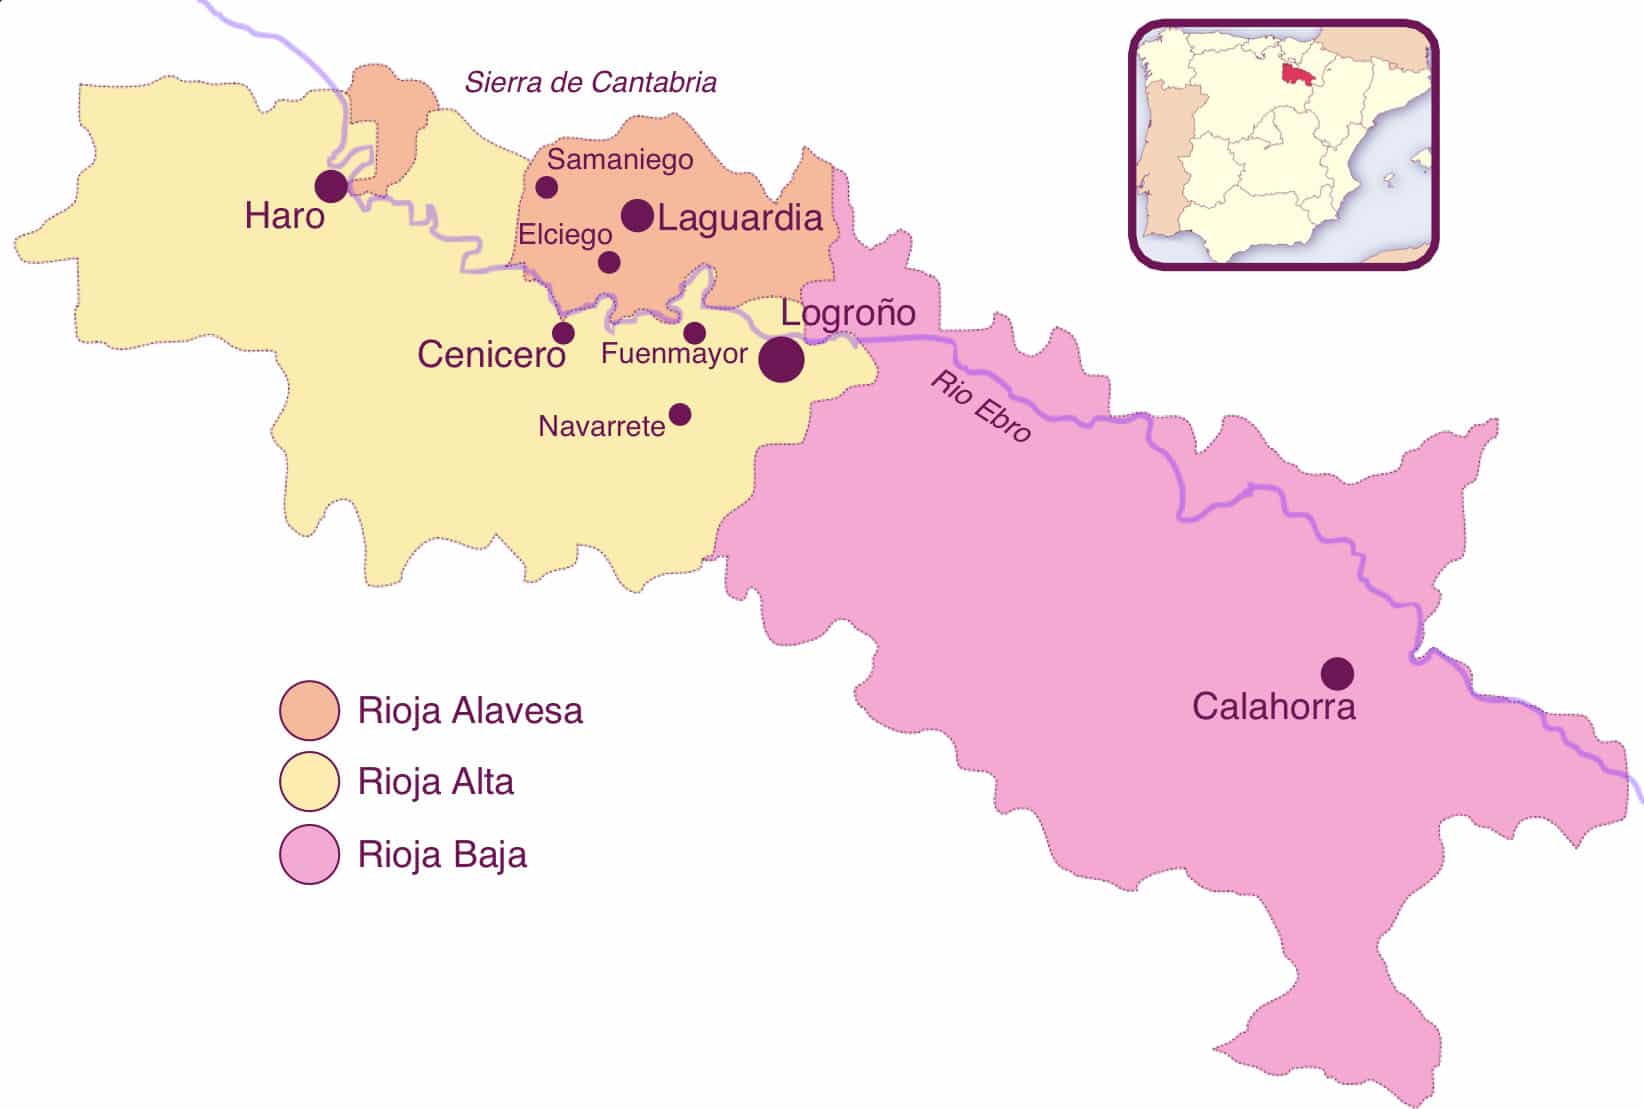 Sierra de Cantabria
Samaniego
Haro
Laguardia
Elciego
Logroño
Cenicero
Fuenmayor
Rio Ebro
Navarrete
Calahorra
Rioja Alavesa
Rioja Alta
Rioja Baja